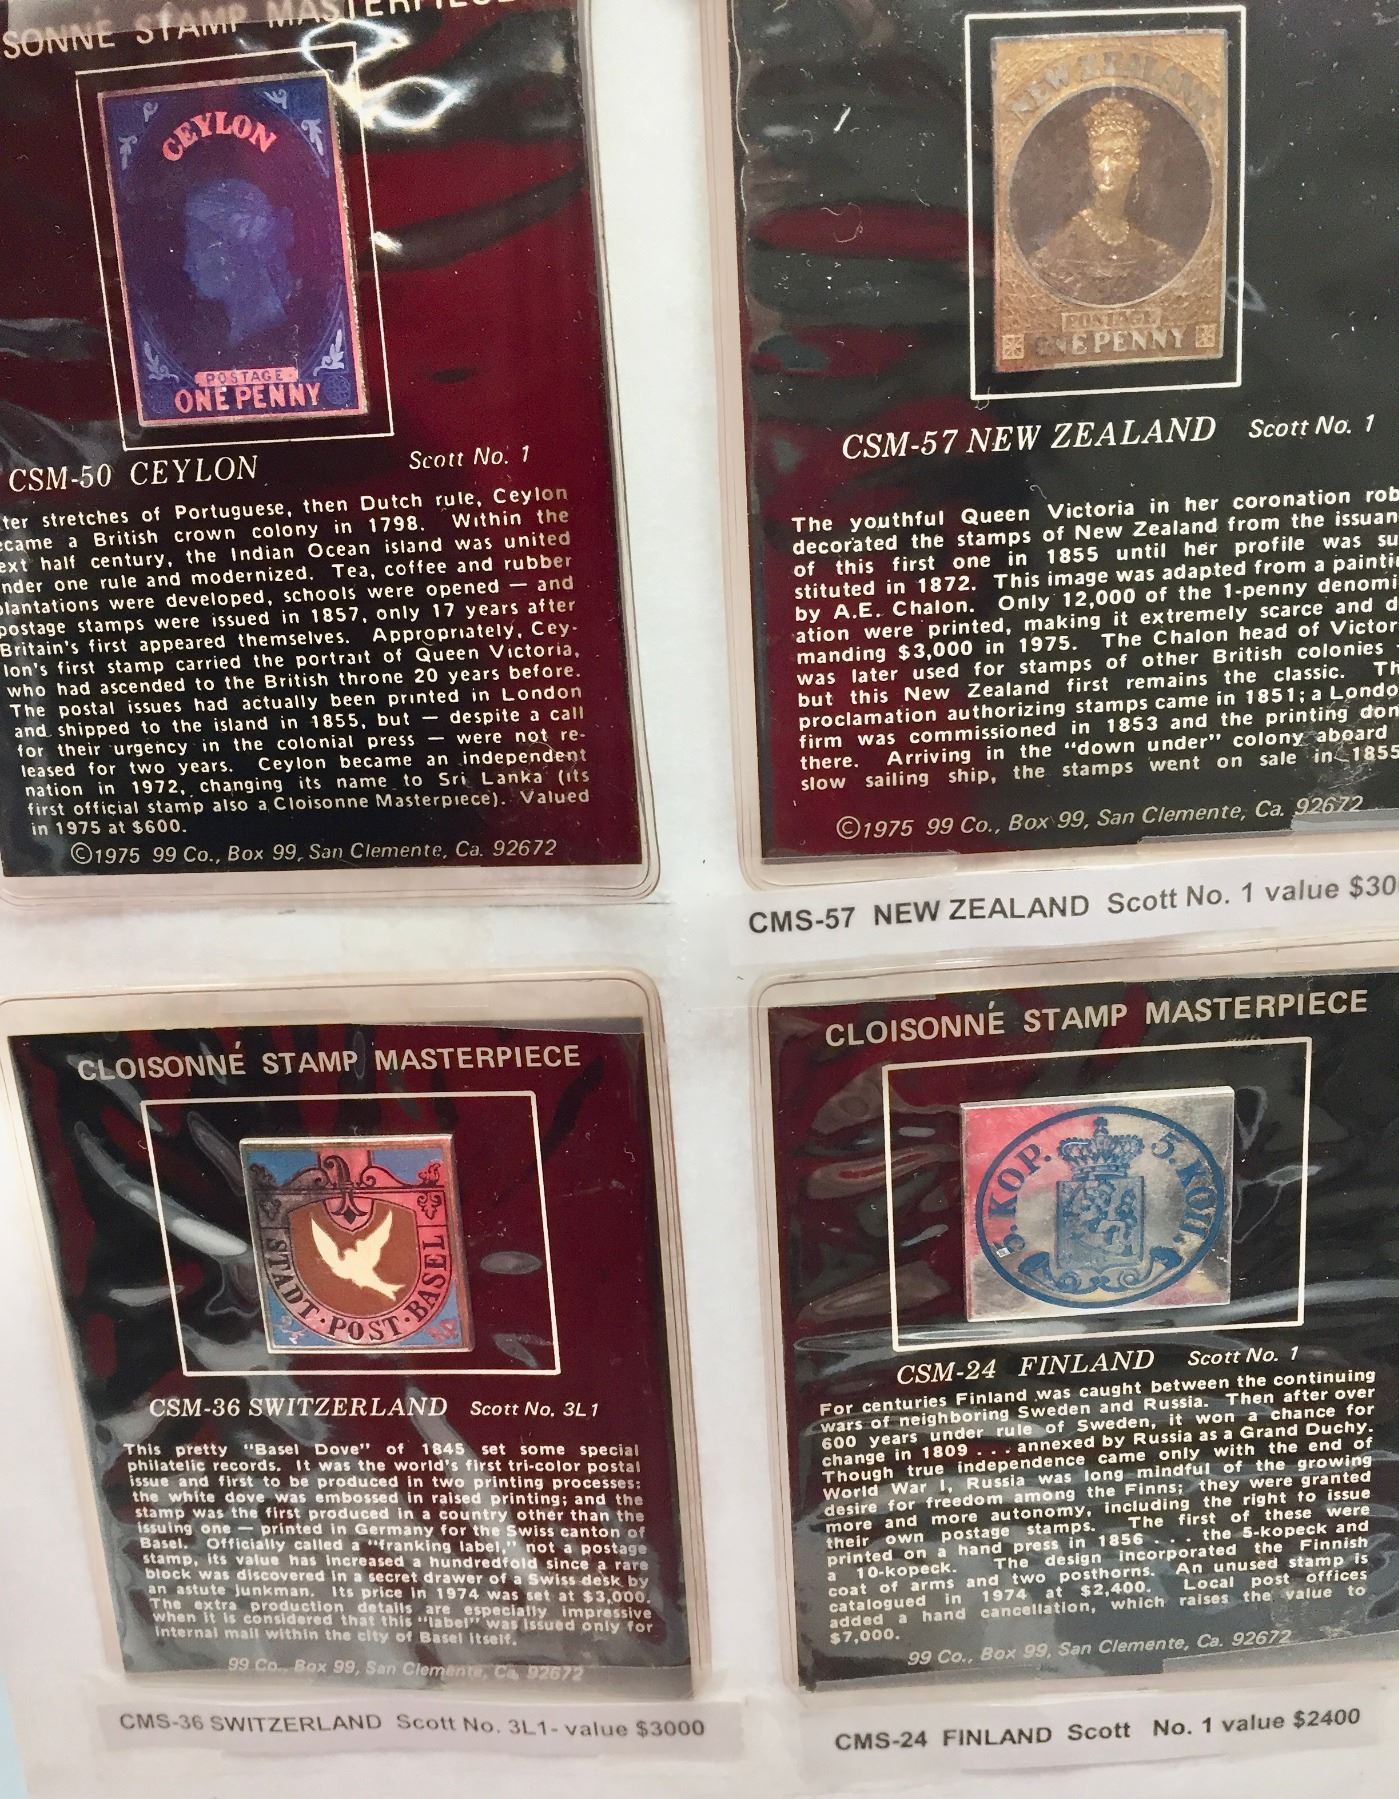 SONNÉ STAMP MASTERPIECE
CEYLON
POSTAGE
ONE PENNY
CSM-50 CEYLON Scott No. 1
ter stretches of Portuguese, then Dutch rule, Ceylon
ecame a British crown colony in 1798. Within the
ext half century, the Indian Ocean island was united
nder one rule and modernized. Tea, coffee and rubber
plantations were developed, schools were opened — and
postage stamps were issued in 1857, only 17 years after
Britain's first appeared themselves. Appropriately, Cey-
lon's first stamp carried the portrait of Queen Victoria,
who had ascended to the British throne 20 years before.
The postal issues had actually been printed in London
and shipped to the island in 1855, but — despite a call
for their urgency in the colonial press — were not re-
leased for two years. Ceylon became an independent
nation in 1972, changing its name to Sri Lanka (its
first official stamp also a Cloisonne Masterpiece). Valued
in 1975 at $600.
©1975 99 Co., Box 99, San Clemente, Ca. 92672
NEW ZEALAND
POSTAGE
ONE PENNY
CSM-57 NEW ZEALAND Scott No. 1
The youthful Queen Victoria in her coronation rob
decorated the stamps of New Zealand from the issuan
of this first one in 1855 until her profile was su
stituted in 1872. This image was adapted from a painti
by A.E. Chalon. Only 12,000 of the 1-penny denomi
ation were printed, making it extremely scarce and d
manding $3,000 in 1975. The Chalon head of Victor
was later used for stamps of other British colonies -
but this New Zealand first remains the classic. Th
proclamation authorizing stamps came in 1851; a Londo
firm was commissioned in 1853 and the printing don
there. Arriving in the "down under" colony aboard
slow sailing ship, the stamps went on sale in 1855
©1975 99 Co., Box 99, San Clemente, Ca. 92672
CMS-57 NEW ZEALAND Scott No. 1 value $30
CLOISONNÉ STAMP MASTERPIECE
STADT·POST·BASEL
CSM-36 SWITZERLAND Scott No. 3L1
This pretty "Basel Dove" of 1845 set some special
philatelic records. It was the world's first tri-color postal
issue and first to be produced in two printing processes:
the white dove was embossed in raised printing; and the
stamp was the first produced in a country other than the
issuing one — printed in Germany for the Swiss canton of
Basel. Officially called a "franking label," not a postage
stamp, its value has increased a hundredfold since a rare
block was discovered in a secret drawer of a Swiss desk by
an astute junkman. Its price in 1974 was set at $3,000.
The extra production details are especially impressive
when it is considered that this "label" was issued only for
internal mail within the city of Basel itself.
99 Co., Box 99, San Clemente, Ca. 92672
CMS-36 SWITZERLAND Scott No. 3L1- value $3000
CLOISONNÉ STAMP MASTERPIECE
5. KOP. 5. КОП.
CSM-24 FINLAND Scott No. 1
For centuries Finland was caught between the continuing
wars of neighboring Sweden and Russia. Then after over
600 years under rule of Sweden, it won a chance for
change in 1809 . . . annexed by Russia as a Grand Duchy.
Though true independence came only with the end of
World War I, Russia was long mindful of the growing
desire for freedom among the Finns; they were granted
more and more autonomy, including the right to issue
their own postage stamps. The first of these were
printed on a hand press in 1856 . . . the 5-kopeck and
a 10-kopeck. The design incorporated the Finnish
coat of arms and two posthorns. An unused stamp is
catalogued in 1974 at $2,400. Local post offices
added a hand cancellation, which raises the value to
$7,000.
99 Co., Box 99, San Clemente, Ca. 92672
CMS-24 FINLAND Scott No. 1 value $2400